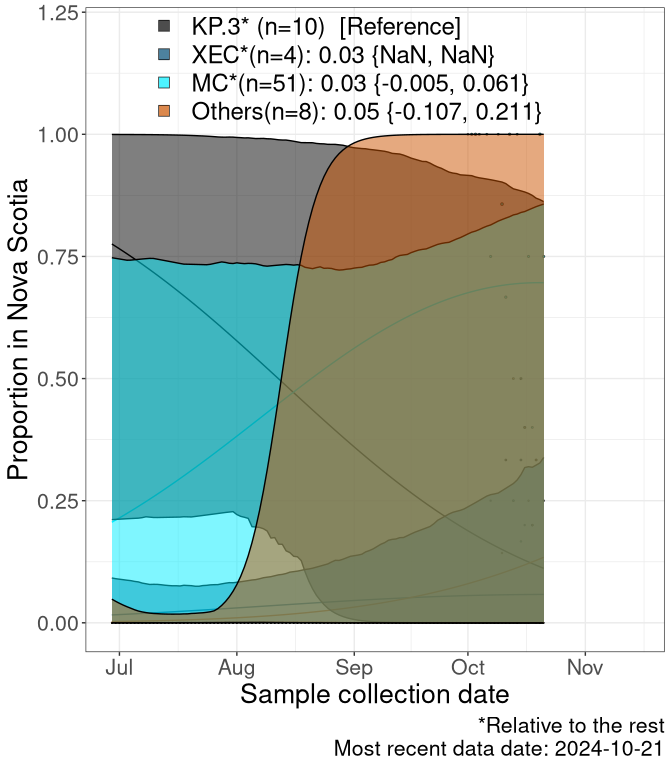 1.25
KP.3* (n=10)  [Reference]
XEC*(n=4): 0.03 {NaN, NaN}
MC*(n=51): 0.03 {-0.005, 0.061}
Others(n=8): 0.05 {-0.107, 0.211}
1.00
0.75
0.50
0.25
0.00
Proportion in Nova Scotia
Jul Aug Sep Oct Nov
Sample collection date
*Relative to the rest
Most recent data date: 2024-10-21